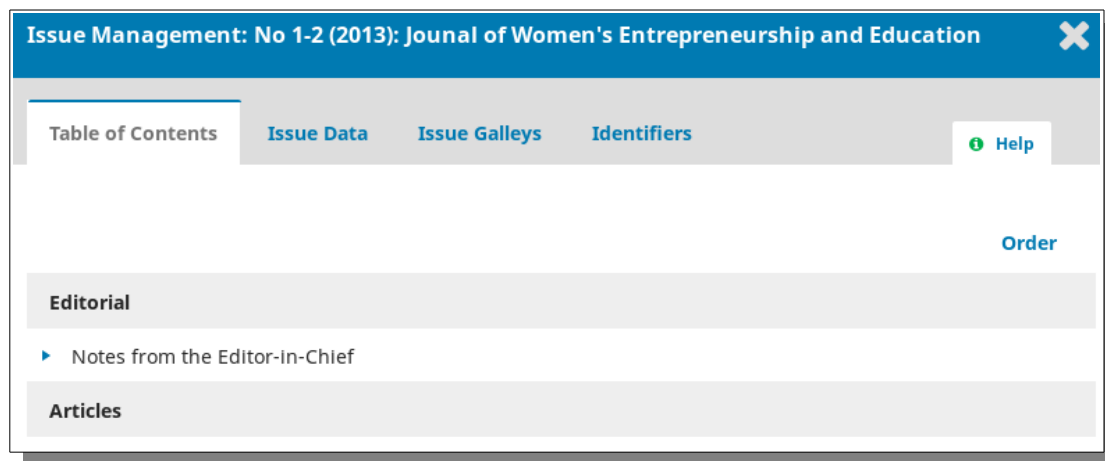 Issue Management: No 1-2 (2013): Jounal of Women's Entrepreneurship and Education
Table of Contents Issue Data Issue Galleys Identifiers Help
Order
Editorial
Notes from the Editor-in-Chief
Articles